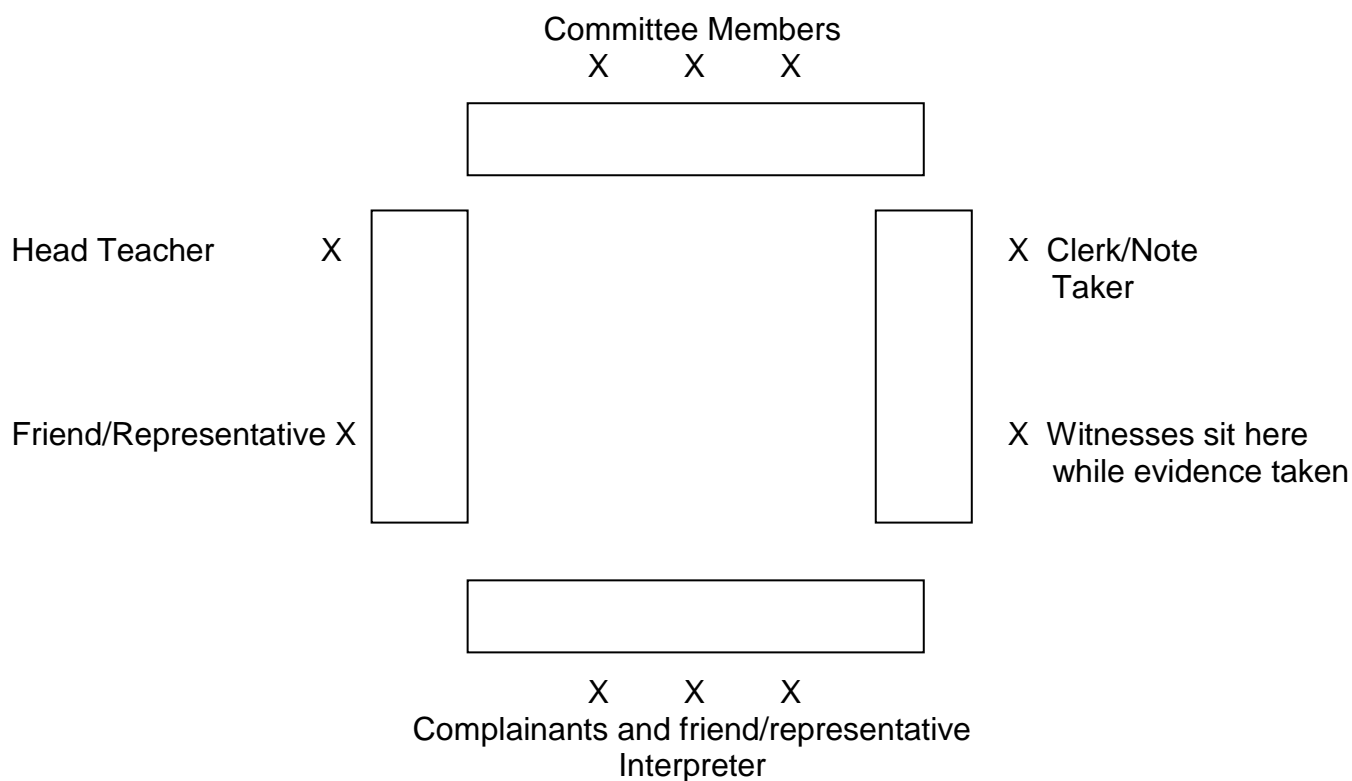 Committee Members
X X X
Head Teacher X
X Clerk/Note
Taker
Friend/Representative X
X Witnesses sit here
while evidence taken
X X X
Complainants and friend/representative
Interpreter